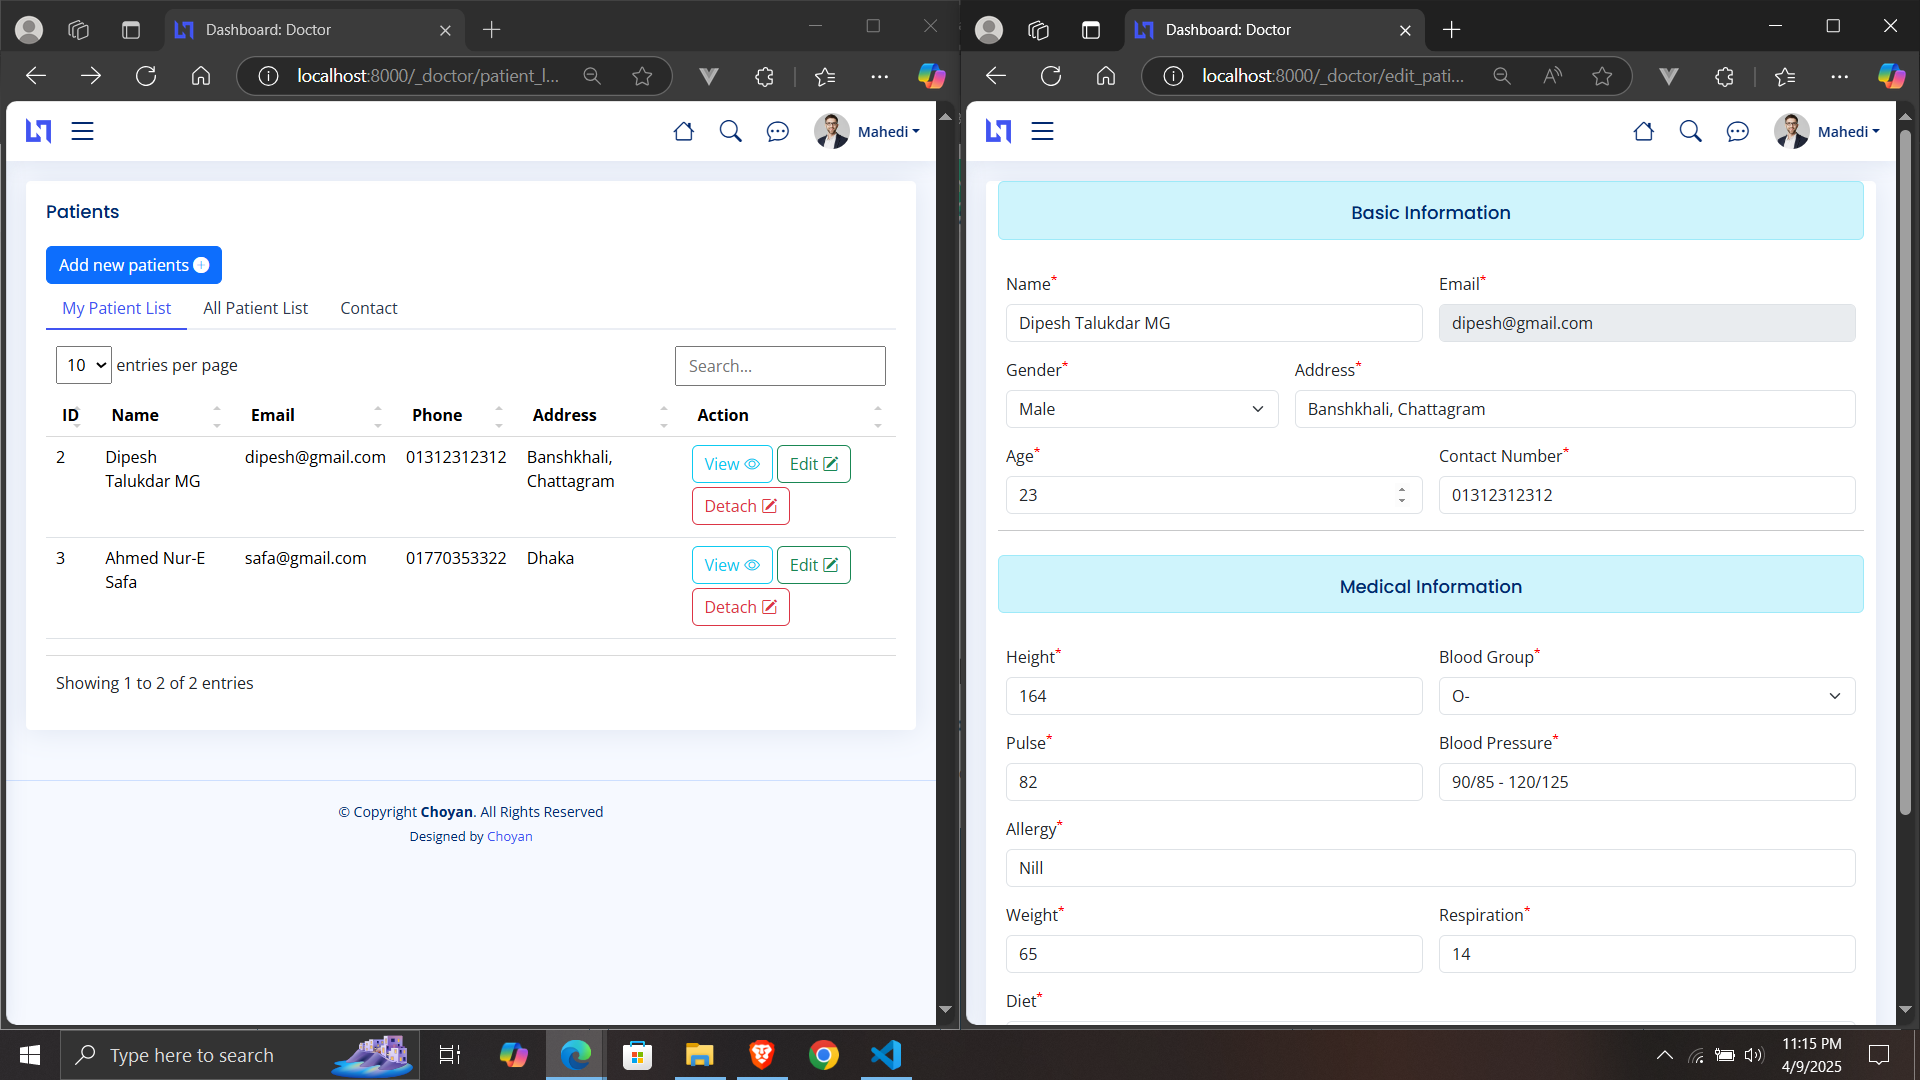 Dashboard: Doctor
localhost:8000/_doctor/patient_l...
Mahedi
Patients
Add new patients
My Patient List
All Patient List
Contact
10 entries per page
Search...
ID Name Email Phone Address Action
2 Dipesh Talukdar MG dipesh@gmail.com 01312312312 Banshkhali, Chattagram View Edit
Detach
3 Ahmed Nur-E Safa safa@gmail.com 01770353322 Dhaka View Edit
Detach
Showing 1 to 2 of 2 entries
© Copyright Choyan. All Rights Reserved
Designed by Choyan
Dashboard: Doctor
localhost:8000/_doctor/edit_pati...
Mahedi
Basic Information
Name* Email*
Dipesh Talukdar MG dipesh@gmail.com
Gender* Address*
Male Banshkhali, Chattagram
Age* Contact Number*
23 01312312312
Medical Information
Height* Blood Group*
164 O-
Pulse* Blood Pressure*
82 90/85 - 120/125
Allergy*
Nill
Weight* Respiration*
65 14
Diet*
Type here to search
11:15 PM
4/9/2025